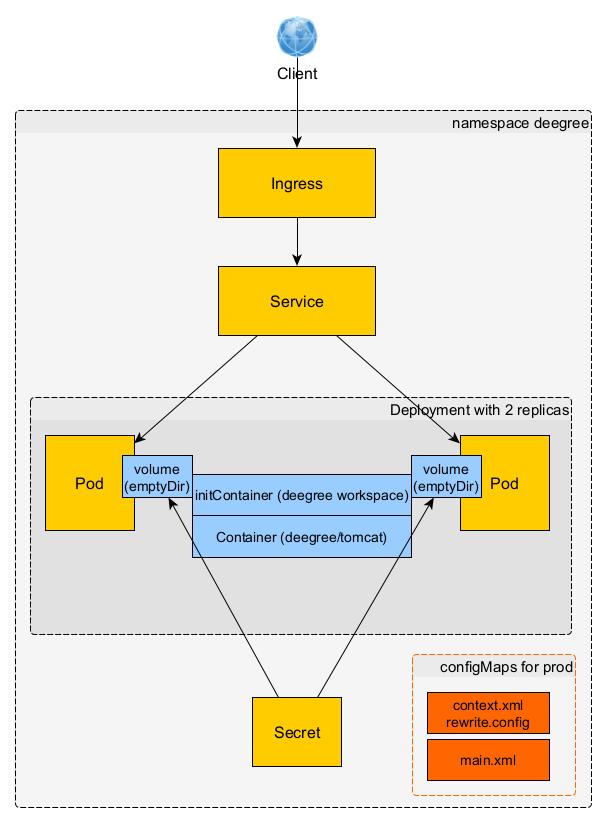 Client
namespace deegree
Ingress
Service
Deployment with 2 replicas
Pod
volume
(emptyDir)
initContainer (deegree workspace)
Container (deegree/tomcat)
volume
(emptyDir)
Pod
Secret
configMaps for prod
context.xml
rewrite.config
main.xml